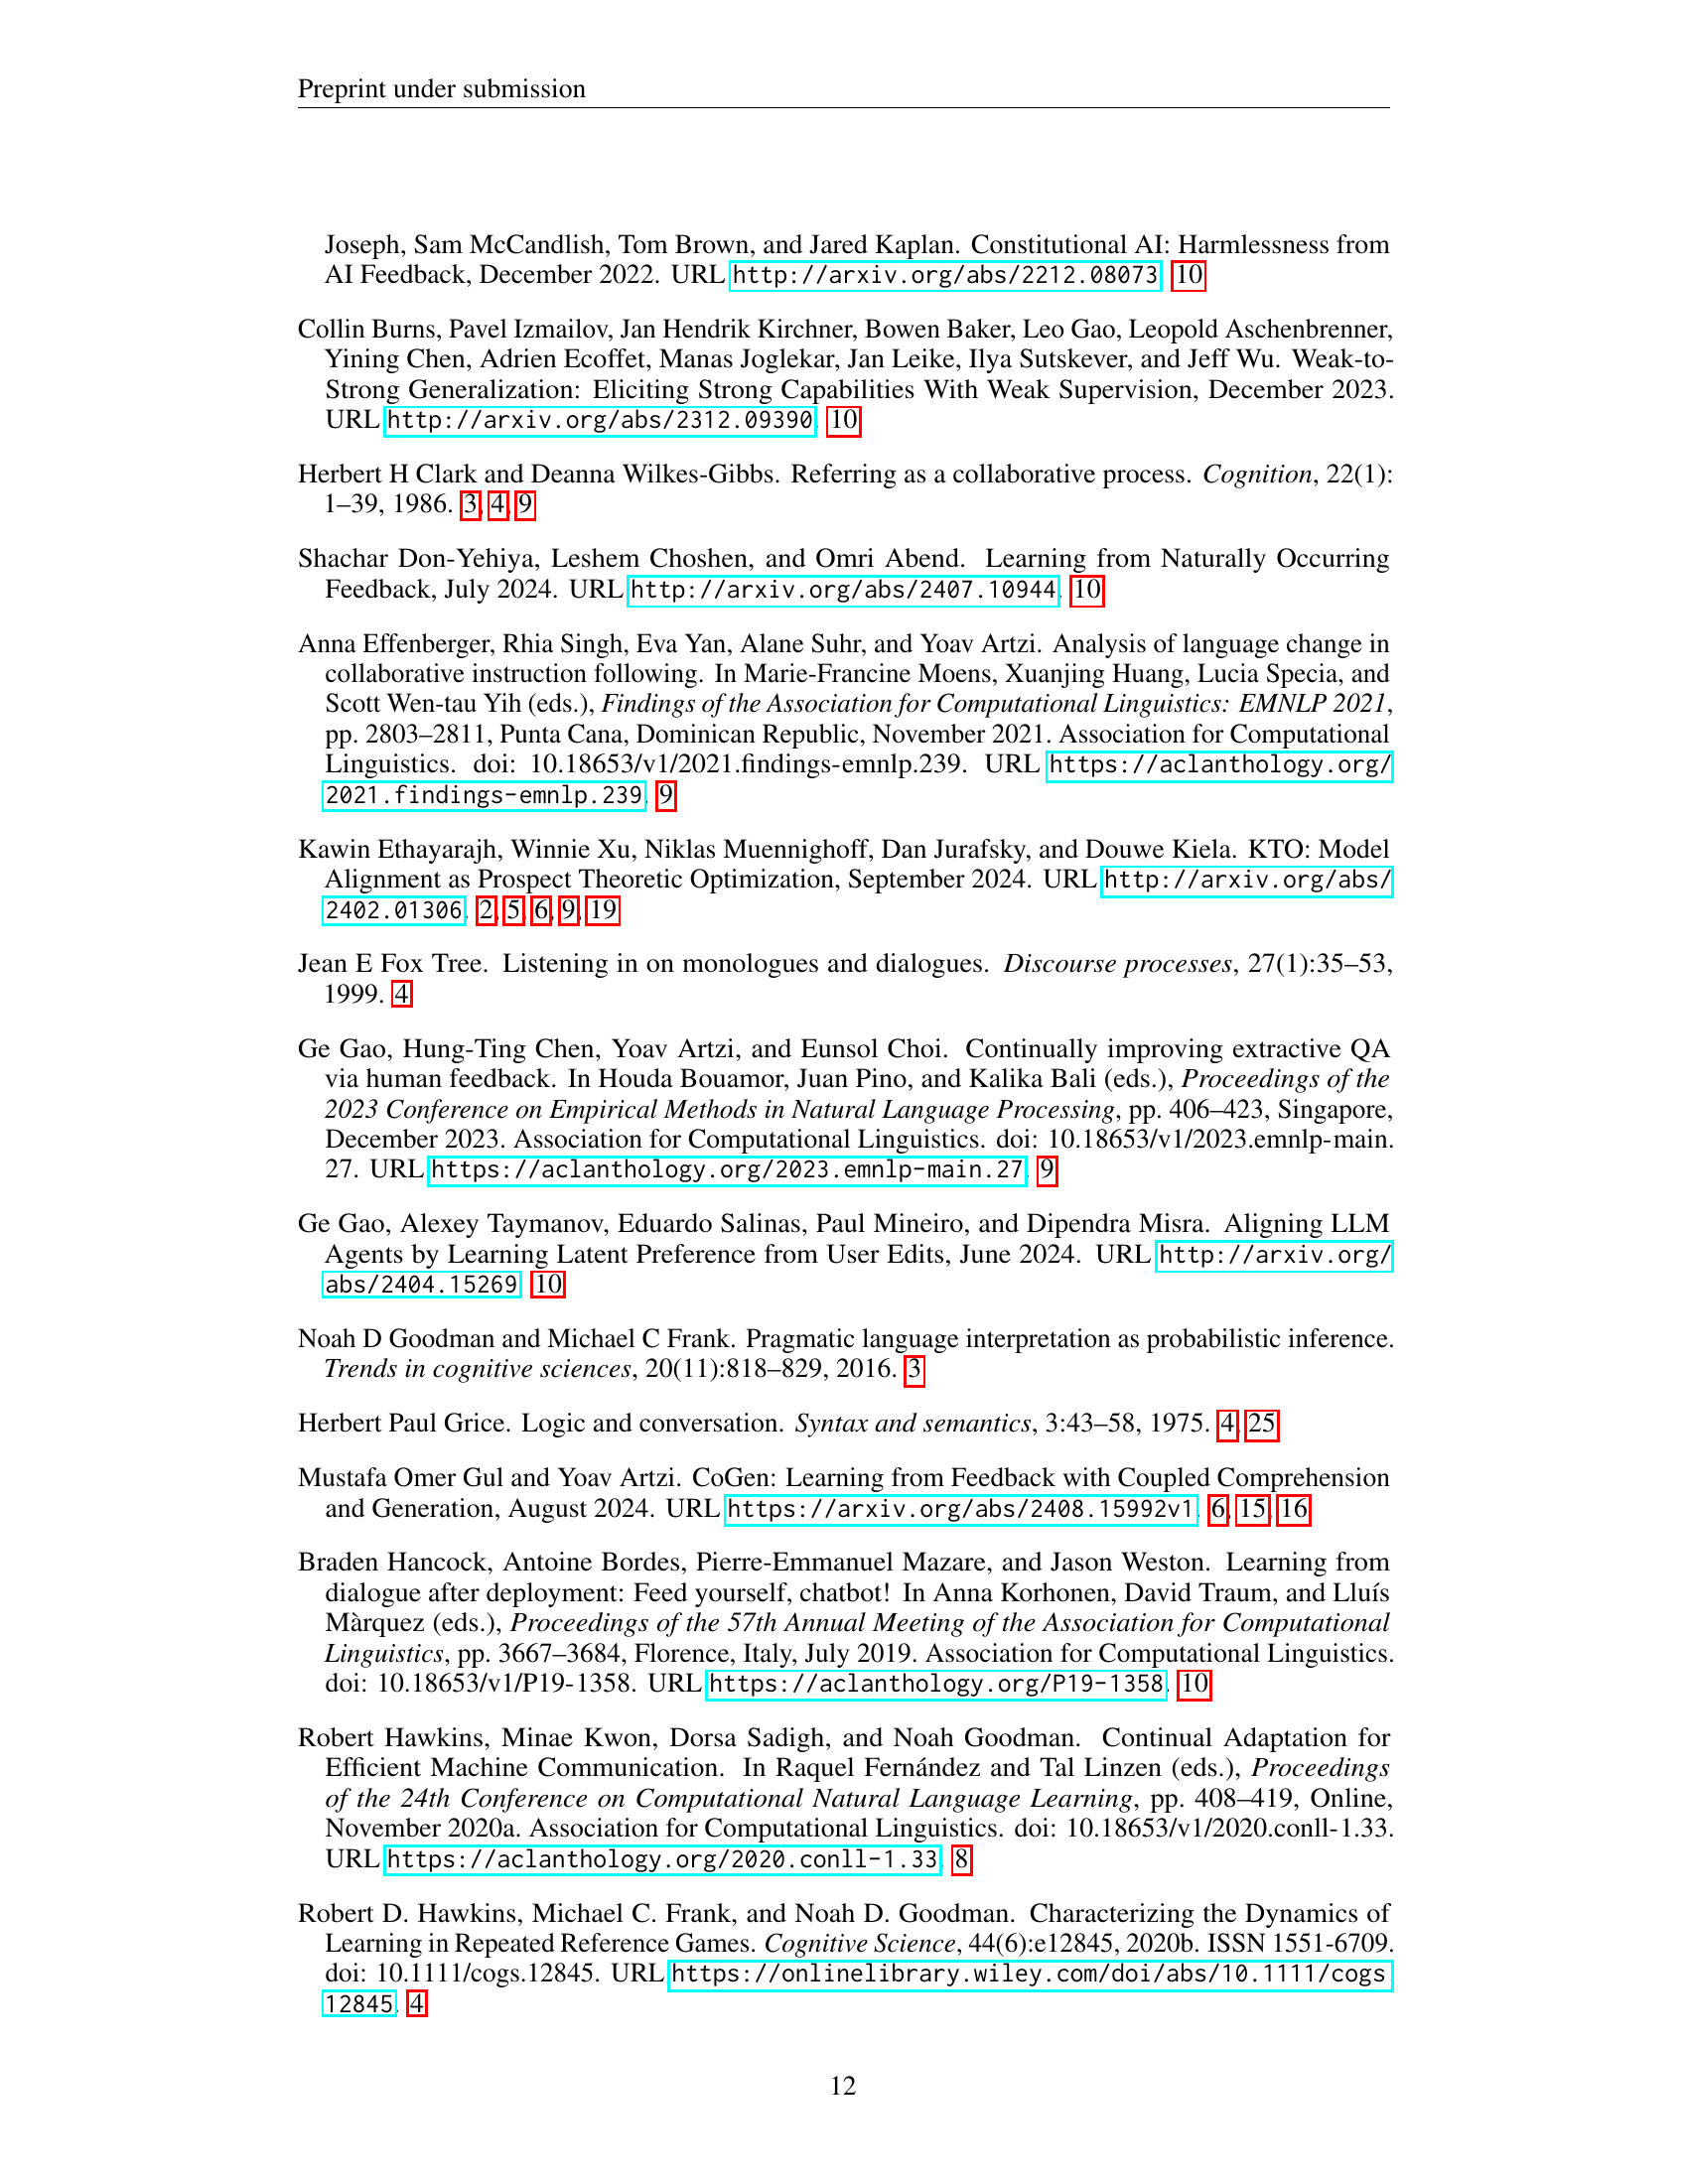 Preprint under submission
Joseph, Sam McCandlish, Tom Brown, and Jared Kaplan. Constitutional AI: Harmlessness from
AI Feedback, December 2022. URL http://arxiv.org/abs/2212.08073. 10
Collin Burns, Pavel Izmailov, Jan Hendrik Kirchner, Bowen Baker, Leo Gao, Leopold Aschenbrenner,
Yining Chen, Adrien Ecoffet, Manas Joglekar, Jan Leike, Ilya Sutskever, and Jeff Wu. Weak-to-
Strong Generalization: Eliciting Strong Capabilities With Weak Supervision, December 2023.
URL http://arxiv.org/abs/2312.09390. 10
Herbert H Clark and Deanna Wilkes-Gibbs. Referring as a collaborative process. Cognition, 22(1):
1–39, 1986. 3, 4, 9
Shachar Don-Yehiya, Leshem Choshen, and Omri Abend. Learning from Naturally Occurring
Feedback, July 2024. URL http://arxiv.org/abs/2407.10944. 10
Anna Effenberger, Rhia Singh, Eva Yan, Alane Suhr, and Yoav Artzi. Analysis of language change in
collaborative instruction following. In Marie-Francine Moens, Xuanjing Huang, Lucia Specia, and
Scott Wen-tau Yih (eds.), Findings of the Association for Computational Linguistics: EMNLP 2021,
pp. 2803–2811, Punta Cana, Dominican Republic, November 2021. Association for Computational
Linguistics. doi: 10.18653/v1/2021.findings-emnlp.239. URL https://aclanthology.org/
2021.findings-emnlp.239. 9
Kawin Ethayarajh, Winnie Xu, Niklas Muennighoff, Dan Jurafsky, and Douwe Kiela. KTO: Model
Alignment as Prospect Theoretic Optimization, September 2024. URL http://arxiv.org/abs/
2402.01306. 2, 5, 6, 9, 19
Jean E Fox Tree. Listening in on monologues and dialogues. Discourse processes, 27(1):35–53,
1999. 4
Ge Gao, Hung-Ting Chen, Yoav Artzi, and Eunsol Choi. Continually improving extractive QA
via human feedback. In Houda Bouamor, Juan Pino, and Kalika Bali (eds.), Proceedings of the
2023 Conference on Empirical Methods in Natural Language Processing, pp. 406–423, Singapore,
December 2023. Association for Computational Linguistics. doi: 10.18653/v1/2023.emnlp-main.
27. URL https://aclanthology.org/2023.emnlp-main.27. 9
Ge Gao, Alexey Taymanov, Eduardo Salinas, Paul Mineiro, and Dipendra Misra. Aligning LLM
Agents by Learning Latent Preference from User Edits, June 2024. URL http://arxiv.org/
abs/2404.15269. 10
Noah D Goodman and Michael C Frank. Pragmatic language interpretation as probabilistic inference.
Trends in cognitive sciences, 20(11):818–829, 2016. 3
Herbert Paul Grice. Logic and conversation. Syntax and semantics, 3:43–58, 1975. 4, 25
Mustafa Omer Gul and Yoav Artzi. CoGen: Learning from Feedback with Coupled Comprehension
and Generation, August 2024. URL https://arxiv.org/abs/2408.15992v1. 6, 15, 16
Braden Hancock, Antoine Bordes, Pierre-Emmanuel Mazare, and Jason Weston. Learning from
dialogue after deployment: Feed yourself, chatbot! In Anna Korhonen, David Traum, and Lluís
Màrquez (eds.), Proceedings of the 57th Annual Meeting of the Association for Computational
Linguistics, pp. 3667–3684, Florence, Italy, July 2019. Association for Computational Linguistics.
doi: 10.18653/v1/P19-1358. URL https://aclanthology.org/P19-1358. 10
Robert Hawkins, Minae Kwon, Dorsa Sadigh, and Noah Goodman. Continual Adaptation for
Efficient Machine Communication. In Raquel Fernández and Tal Linzen (eds.), Proceedings
of the 24th Conference on Computational Natural Language Learning, pp. 408–419, Online,
November 2020a. Association for Computational Linguistics. doi: 10.18653/v1/2020.conll-1.33.
URL https://aclanthology.org/2020.conll-1.33. 8
Robert D. Hawkins, Michael C. Frank, and Noah D. Goodman. Characterizing the Dynamics of
Learning in Repeated Reference Games. Cognitive Science, 44(6):e12845, 2020b. ISSN 1551-6709.
doi: 10.1111/cogs.12845. URL https://onlinelibrary.wiley.com/doi/abs/10.1111/cogs
12845. 4
12